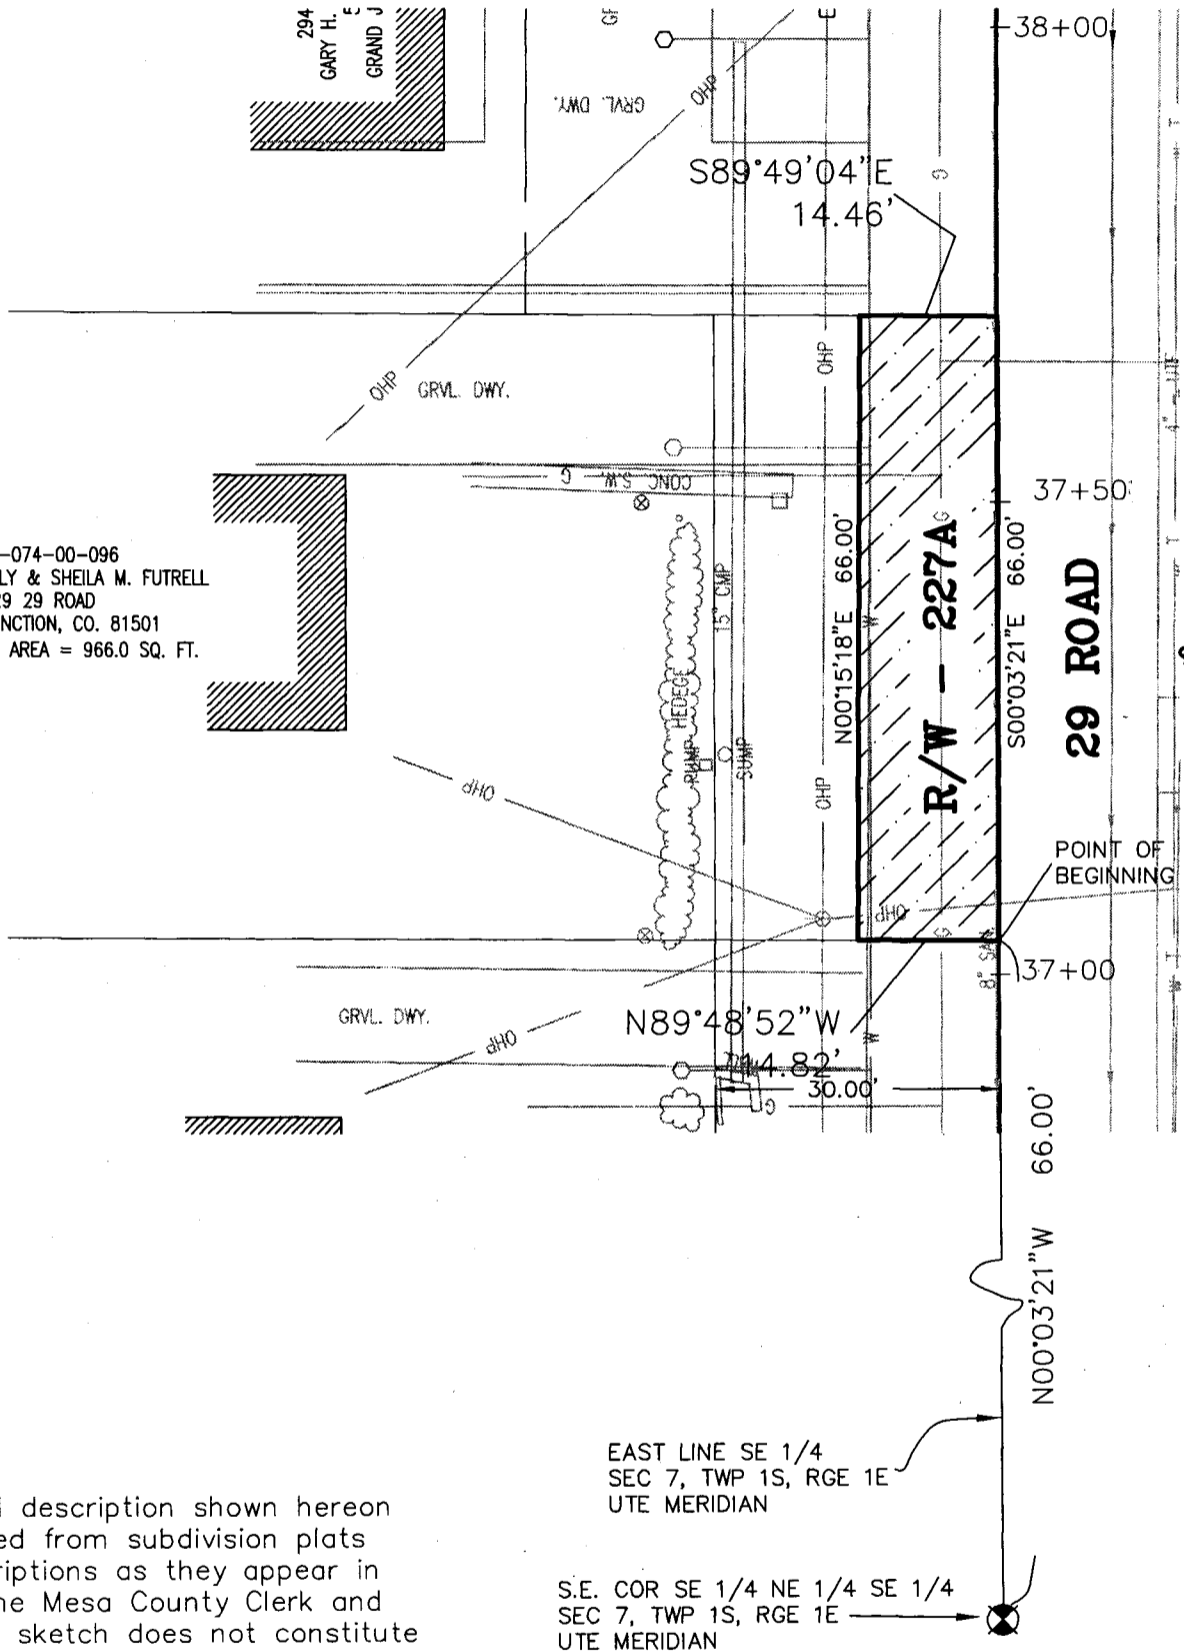 294
GARY H.
GRAND J
GRVL. DWY.
OHP
38+00
T
S89°49'04"E
14.46'
G
OHP
GRVL. DWY.
OHP
CONC. S.W.
G
37+50
T
-074-00-096
LY & SHEILA M. FUTRELL
29 29 ROAD
NCTION, CO. 81501
AREA = 966.0 SQ. FT.
HEDEGE
15" CMP
N00°15'18"E 66.00'
W
R/W - 227A
G
S00°03'21"E 66.00'
29 ROAD
SUMP
OHP
OHP
POINT OF
BEGINNING
OHP
G
8" SAN
37+00
GRVL. DWY.
OHP
N89°48'52"W
14.82'
W
W T
30.00'
G
N00°03'21"W 66.00'
EAST LINE SE 1/4
SEC 7, TWP 1S, RGE 1E
UTE MERIDIAN
description shown hereon
ed from subdivision plats
riptions as they appear in
he Mesa County Clerk and
sketch does not constitute
S.E. COR SE 1/4 NE 1/4 SE 1/4
SEC 7, TWP 1S, RGE 1E
UTE MERIDIAN